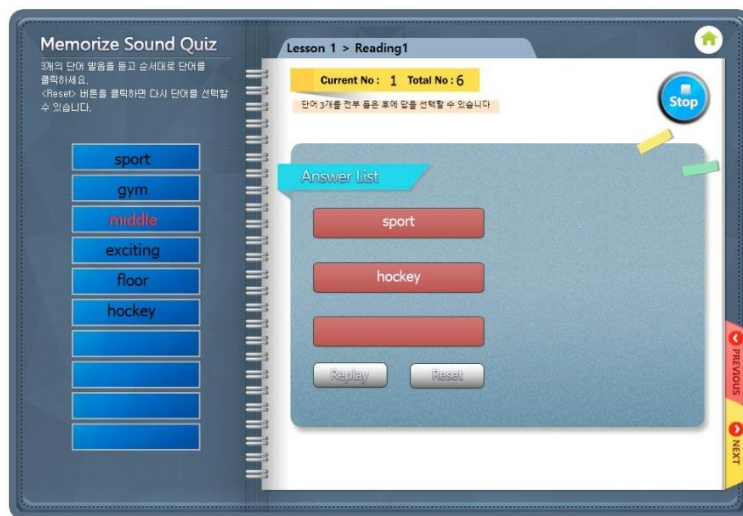 Memorize Sound Quiz
3개의 단어 발음을 듣고 순서대로 단어를
클릭하세요.
<Reset> 버튼을 클릭하면 다시 단어를 선택할
수 있습니다.
sport
gym
middle
exciting
floor
hockey
Lesson 1 > Reading1
Current No : 1 Total No : 6
단어 3개를 전부 들은 후에 답을 선택할 수 있습니다
Stop
Answer List
sport
hockey
Replay
Reset
PREVIOUS
NEXT